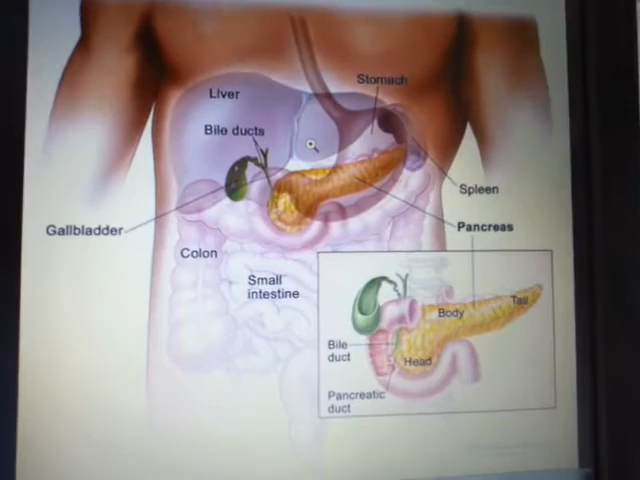 Stomach
Liver
Bile ducts
Spleen
Gallbladder
Pancreas
Colon
Small
intestine
Tail
Body
Bile
duct
Head
Pancreatic
duct